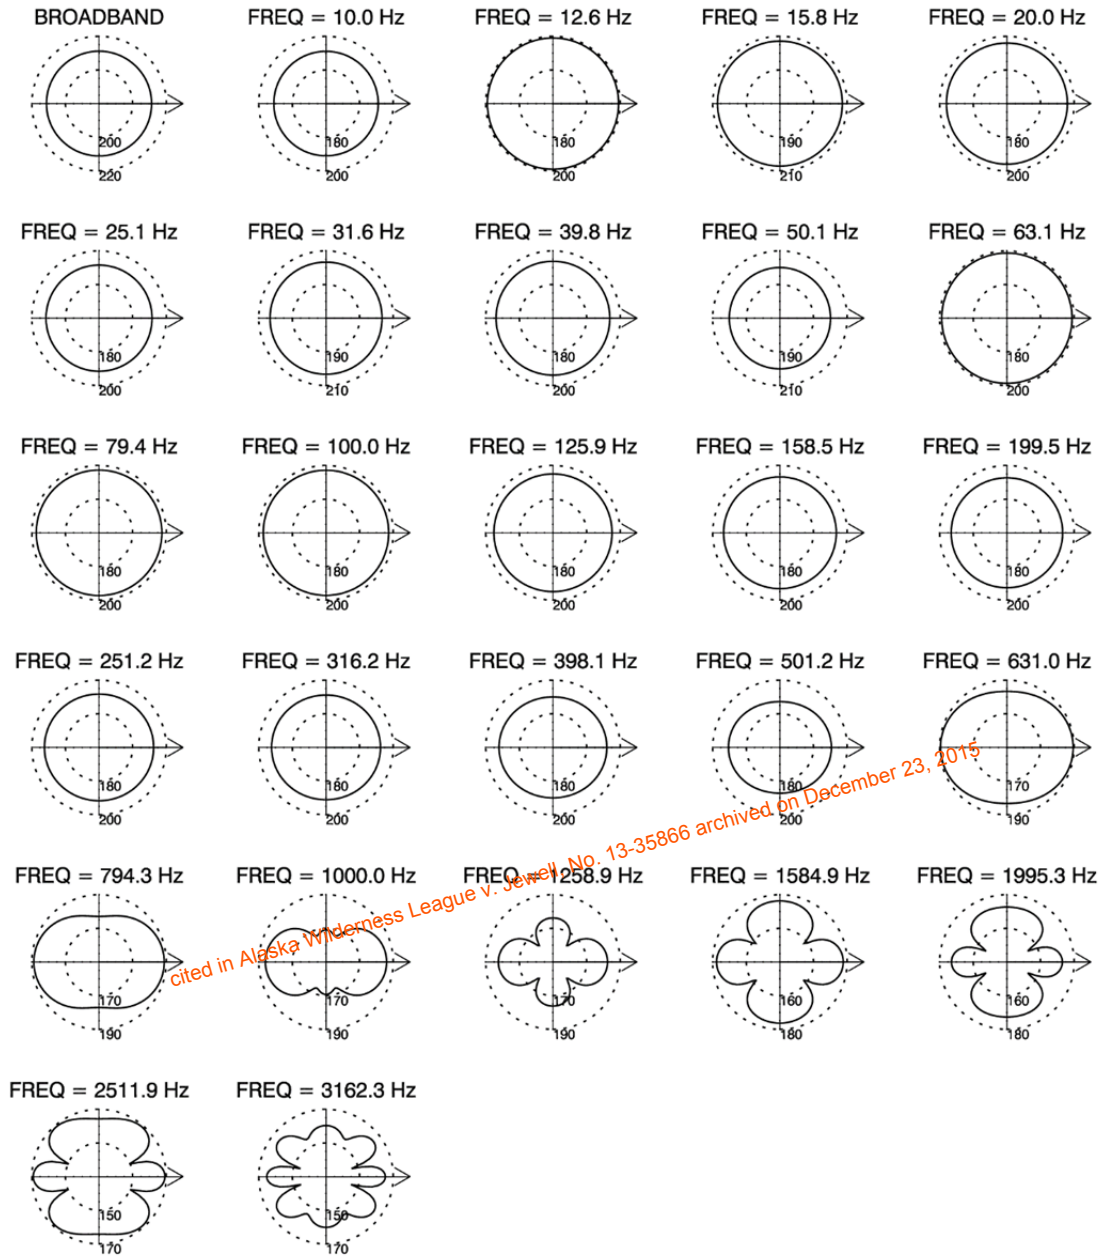 BROADBAND FREQ = 10.0 Hz FREQ = 12.6 Hz FREQ = 15.8 Hz FREQ = 20.0 Hz
200 180 180 190 180
220 200 200 210 200
FREQ = 25.1 Hz FREQ = 31.6 Hz FREQ = 39.8 Hz FREQ = 50.1 Hz FREQ = 63.1 Hz
180 190 180 190 180
200 210 200 210 200
FREQ = 79.4 Hz FREQ = 100.0 Hz FREQ = 125.9 Hz FREQ = 158.5 Hz FREQ = 199.5 Hz
180 180 180 180 180
200 200 200 200 200
FREQ = 251.2 Hz FREQ = 316.2 Hz FREQ = 398.1 Hz FREQ = 501.2 Hz FREQ = 631.0 Hz
180 180 180 180 170
200 200 200 200 190
cited in Alaska Wilderness League v. Jewell, No. 13-35866 archived on December 23, 2015
FREQ = 794.3 Hz FREQ = 1000.0 Hz FREQ = 1258.9 Hz FREQ = 1584.9 Hz FREQ = 1995.3 Hz
170 170 170 160 160
190 190 190 180 180
FREQ = 2511.9 Hz FREQ = 3162.3 Hz
150 150
170 170